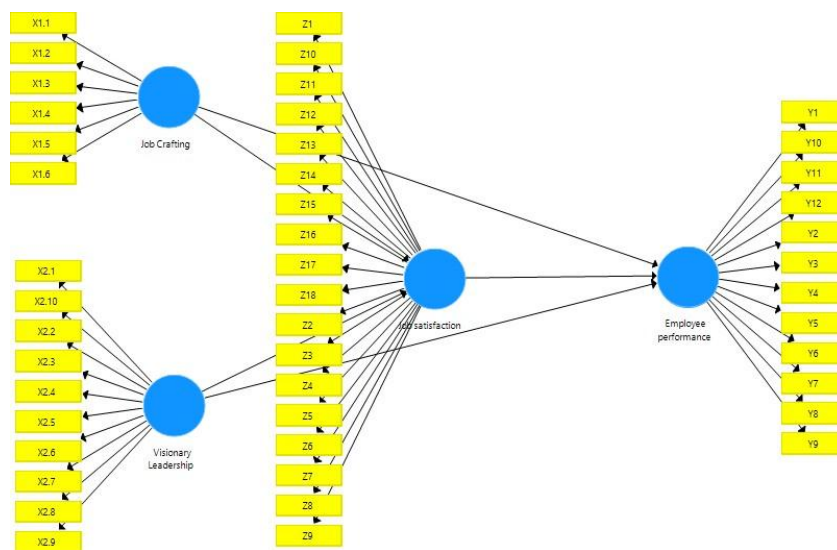 X1.1
X1.2
X1.3
X1.4
X1.5
X1.6
Job Crafting
X2.1
X2.10
X2.2
X2.3
X2.4
X2.5
X2.6
X2.7
X2.8
X2.9
Visionary
Leadership
Z1
Z10
Z11
Z12
Z13
Z14
Z15
Z16
Z17
Z18
Z2
Z3
Z4
Z5
Z6
Z7
Z8
Z9
Job satisfaction
Employee
performance
Y1
Y10
Y11
Y12
Y2
Y3
Y4
Y5
Y6
Y7
Y8
Y9